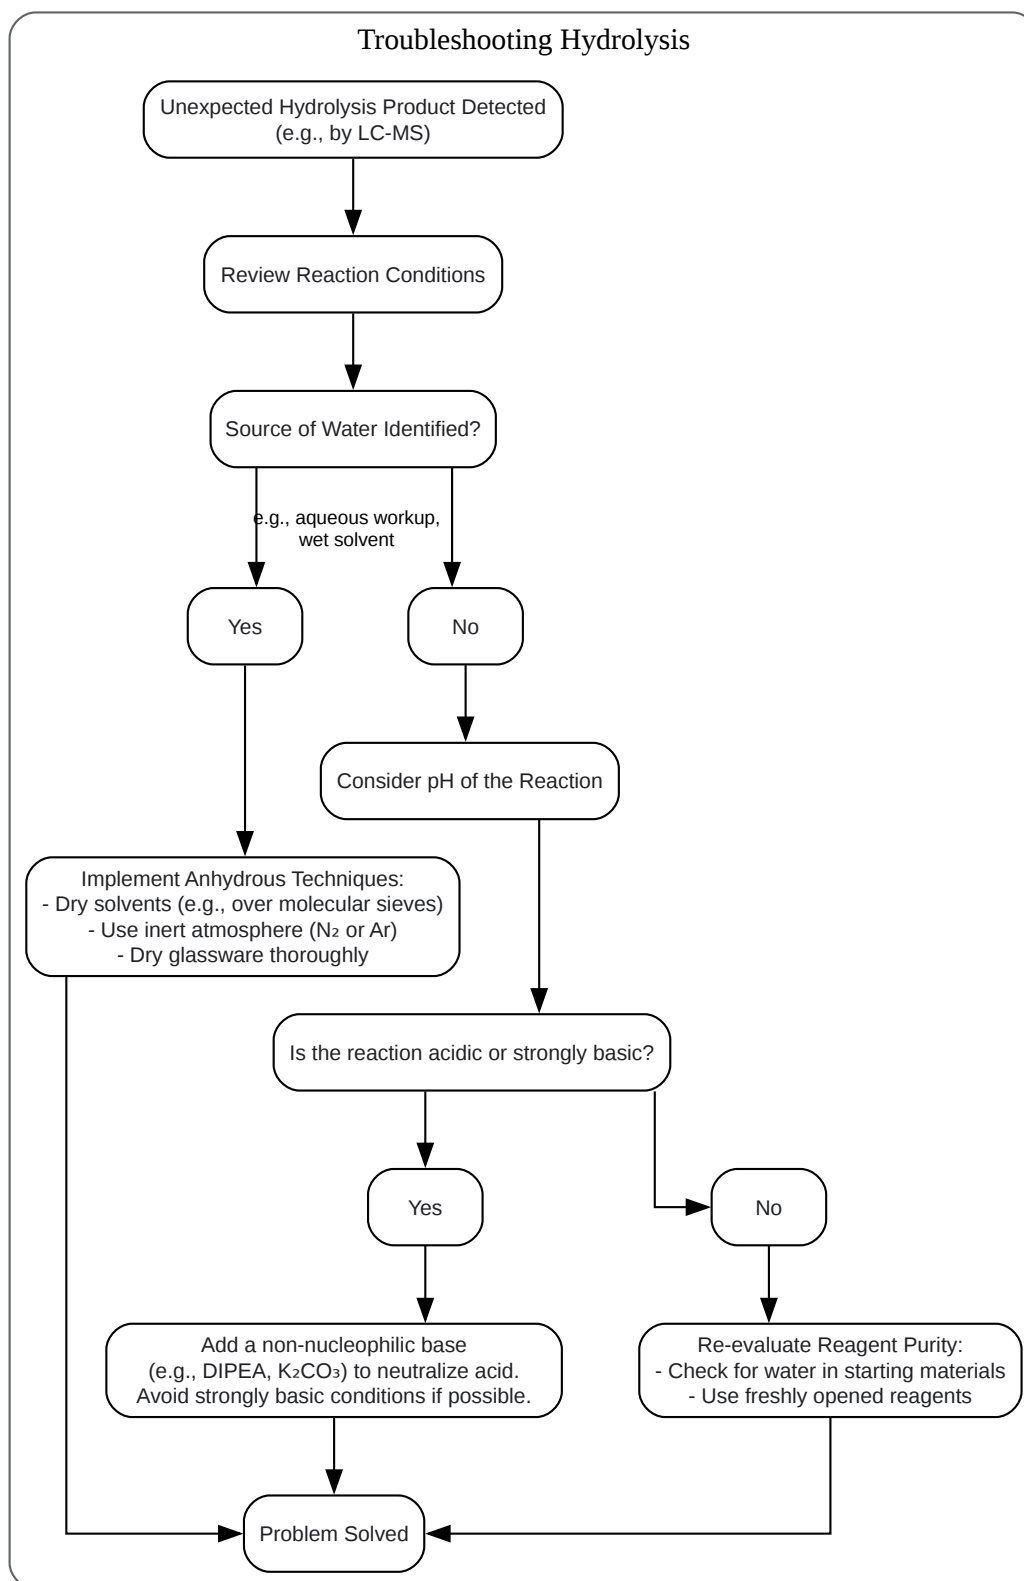 Troubleshooting Hydrolysis
Unexpected Hydrolysis Product Detected
(e.g., by LC-MS)
Review Reaction Conditions
Source of Water Identified?
e.g., aqueous workup,
wet solvent
Yes
No
Consider pH of the Reaction
Implement Anhydrous Techniques:
- Dry solvents (e.g., over molecular sieves)
- Use inert atmosphere (N₂ or Ar)
- Dry glassware thoroughly
Is the reaction acidic or strongly basic?
Yes
No
Add a non-nucleophilic base
(e.g., DIPEA, K₂CO₃) to neutralize acid.
Avoid strongly basic conditions if possible.
Re-evaluate Reagent Purity:
- Check for water in starting materials
- Use freshly opened reagents
Problem Solved